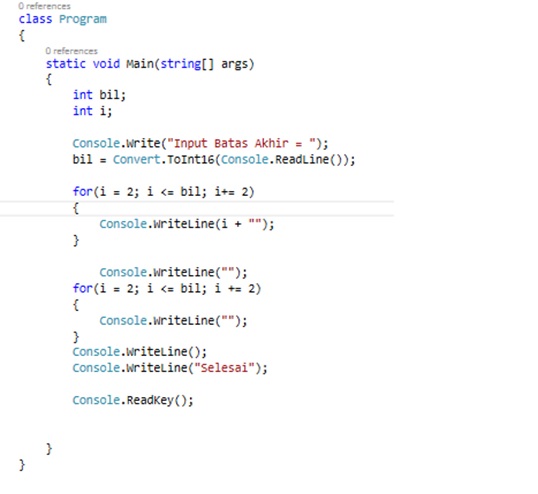 0 references
class Program
{
0 references
static void Main(string[] args)
{
int bil;
int i;
Console.Write("Input Batas Akhir = ");
bil = Convert.ToInt16(Console.ReadLine());
for(i = 2; i <= bil; i+= 2)
{
Console.WriteLine(i + "");
}
Console.WriteLine("");
for(i = 2; i <= bil; i += 2)
{
Console.WriteLine("");
}
Console.WriteLine();
Console.WriteLine("Selesai");
Console.ReadKey();
}
}